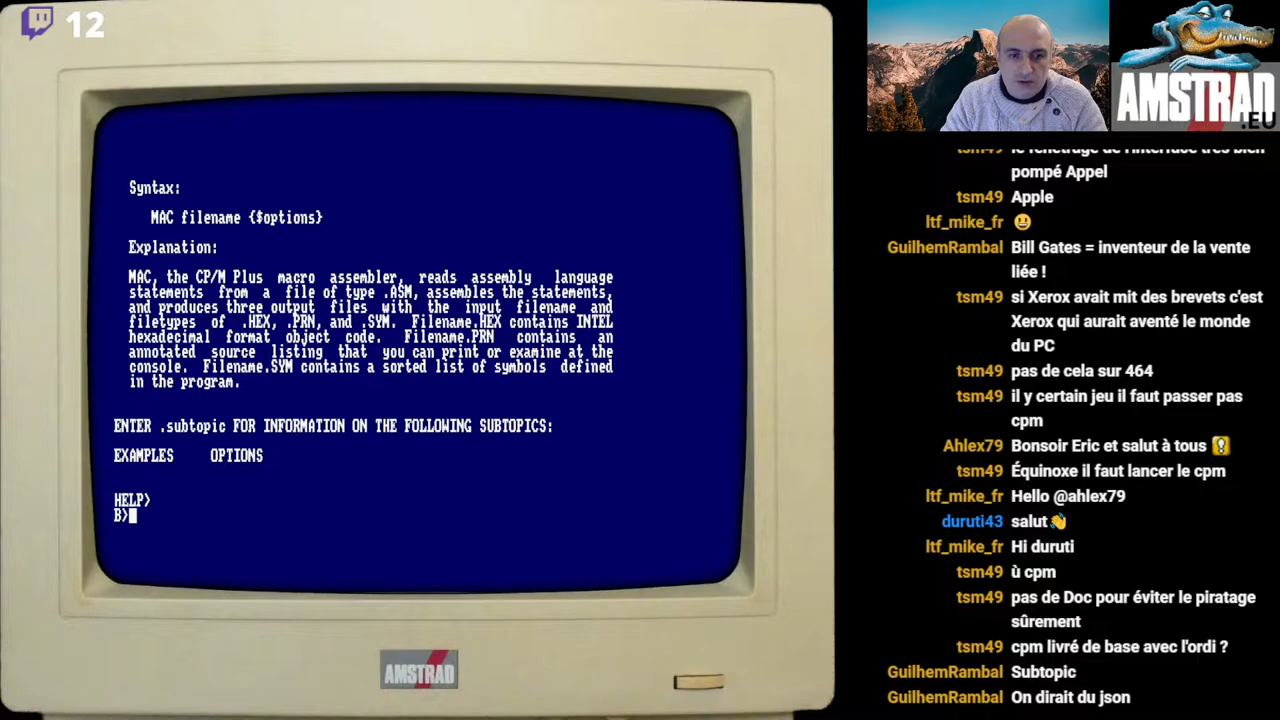 12
Syntax:
MAC filename {$options}
Explanation:
MAC, the CP/M Plus macro assembler, reads assembly language
statements from a file of type .ASM, assembles the statements,
and produces three output files with the input filename and
filetypes of .HEX, .PRN, and .SYM. Filename.HEX contains INTEL
hexadecimal format object code. Filename.PRN contains an
annotated source listing that you can print or examine at the
console. Filename.SYM contains a sorted list of symbols defined
in the program.
ENTER .subtopic FOR INFORMATION ON THE FOLLOWING SUBTOPICS:
EXAMPLES OPTIONS
HELP>
B>
AMSTRAD
AMSTRAD
.EU
tsm49 le fenêtrage de l'interface très bien
pompé Appel
tsm49 Apple
ltf_mike_fr
GuilhemRambal Bill Gates = inventeur de la vente
liée !
tsm49 si Xerox avait mit des brevets c'est
Xerox qui aurait aventé le monde
du PC
tsm49 pas de cela sur 464
tsm49 il y certain jeu il faut passer pas
cpm
Ahlex79 Bonsoir Eric et salut à tous
tsm49 Équinoxe il faut lancer le cpm
ltf_mike_fr Hello @ahlex79
duruti43 salut
ltf_mike_fr Hi duruti
tsm49 ù cpm
tsm49 pas de Doc pour éviter le piratage
sûrement
tsm49 cpm livré de base avec l'ordi ?
GuilhemRambal Subtopic
GuilhemRambal On dirait du json